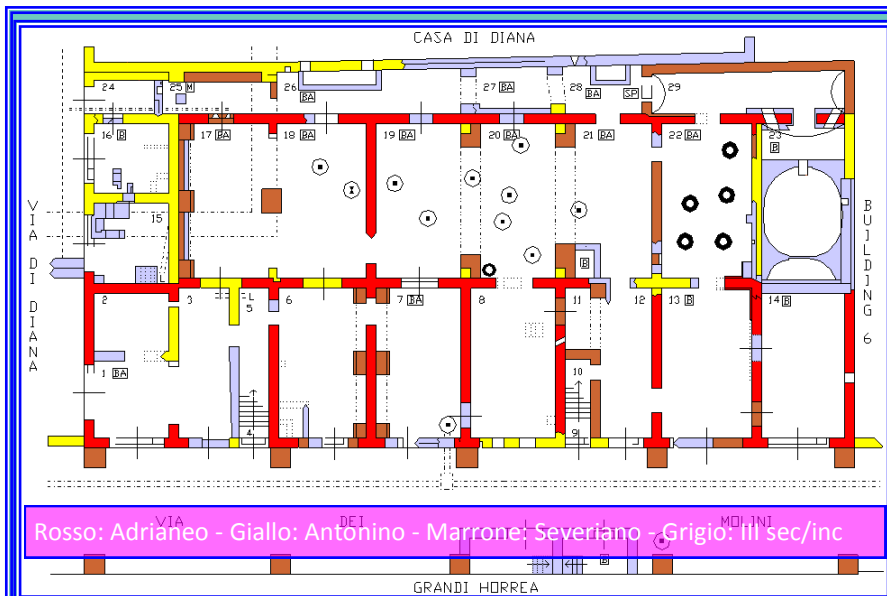 CASA DI DIANA
24 25 M 26 BA 27 BA 28 BA SP 29
16 B 17 BA 18 BA 19 BA 20 BA 21 BA 22 BA 23 B
15
VIA DI DIANA
BUILDING 6
B
2 3 L 5 6 7 BA 8 11 12 13 B 14 B
1 BA 10
4 9
VIA DEI MOLINI
Rosso: Adrianeo - Giallo: Antonino - Marrone: Severiano - Grigio: III sec/inc
B
GRANDI HORREA